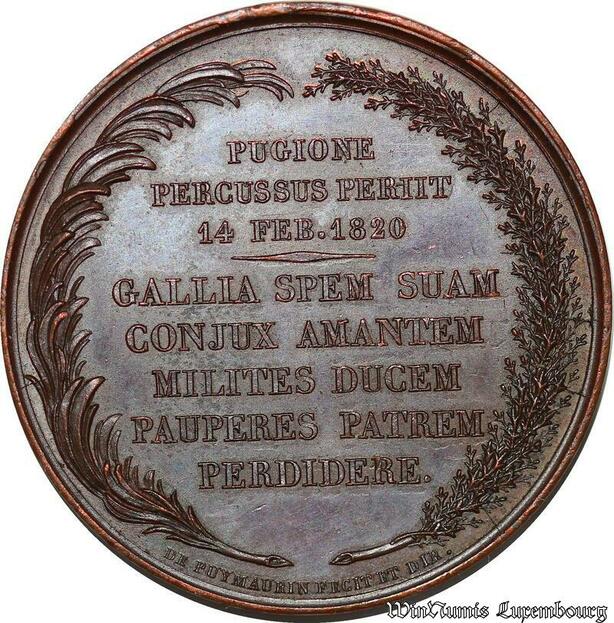 PUGIONE
PERCUSSUS PERIIT
14 FEB. 1820
GALLIA SPEM SUAM
CONJUX AMANTEM
MILITES DUCEM
PAUPERES PATREM
PERDIDERE.
DE PUYMAURIN FECIT ET DIR.
WinNumis Luxembourg